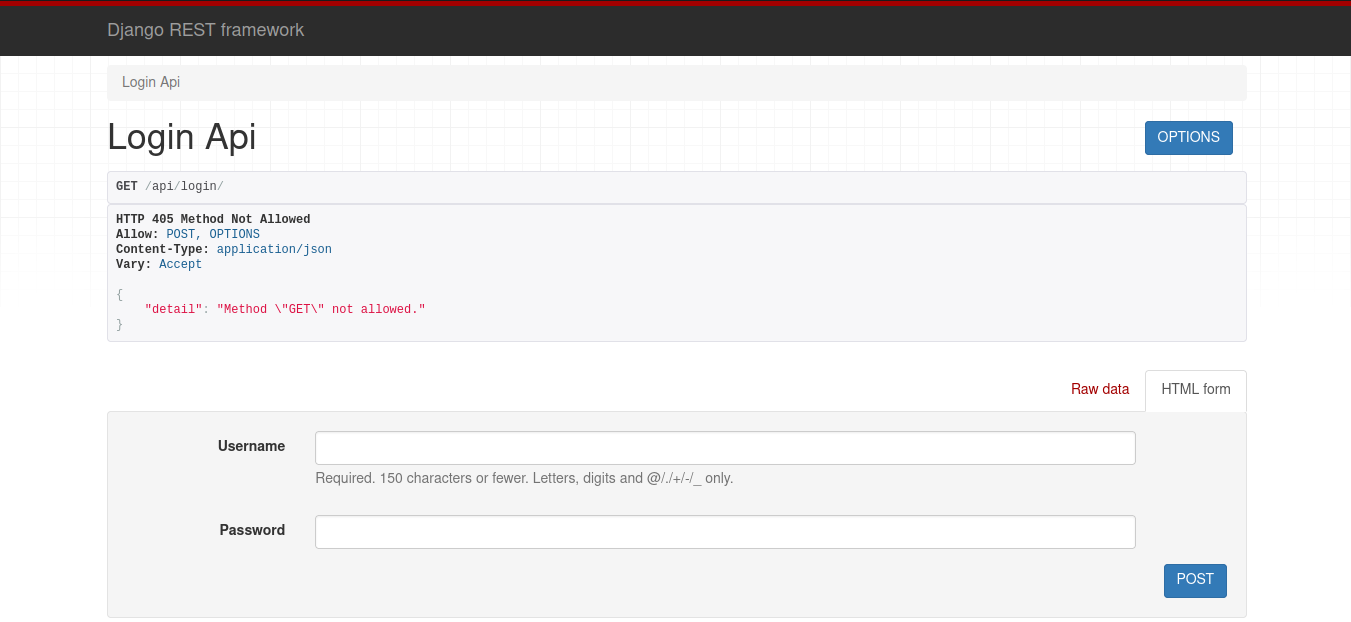 Django REST framework
Login Api
Login Api
OPTIONS
GET /api/login/
HTTP 405 Method Not Allowed
Allow: POST, OPTIONS
Content-Type: application/json
Vary: Accept
{
    "detail": "Method \"GET\" not allowed."
}
Raw data
HTML form
Username
Required. 150 characters or fewer. Letters, digits and @/./+/-/_ only.
Password
POST